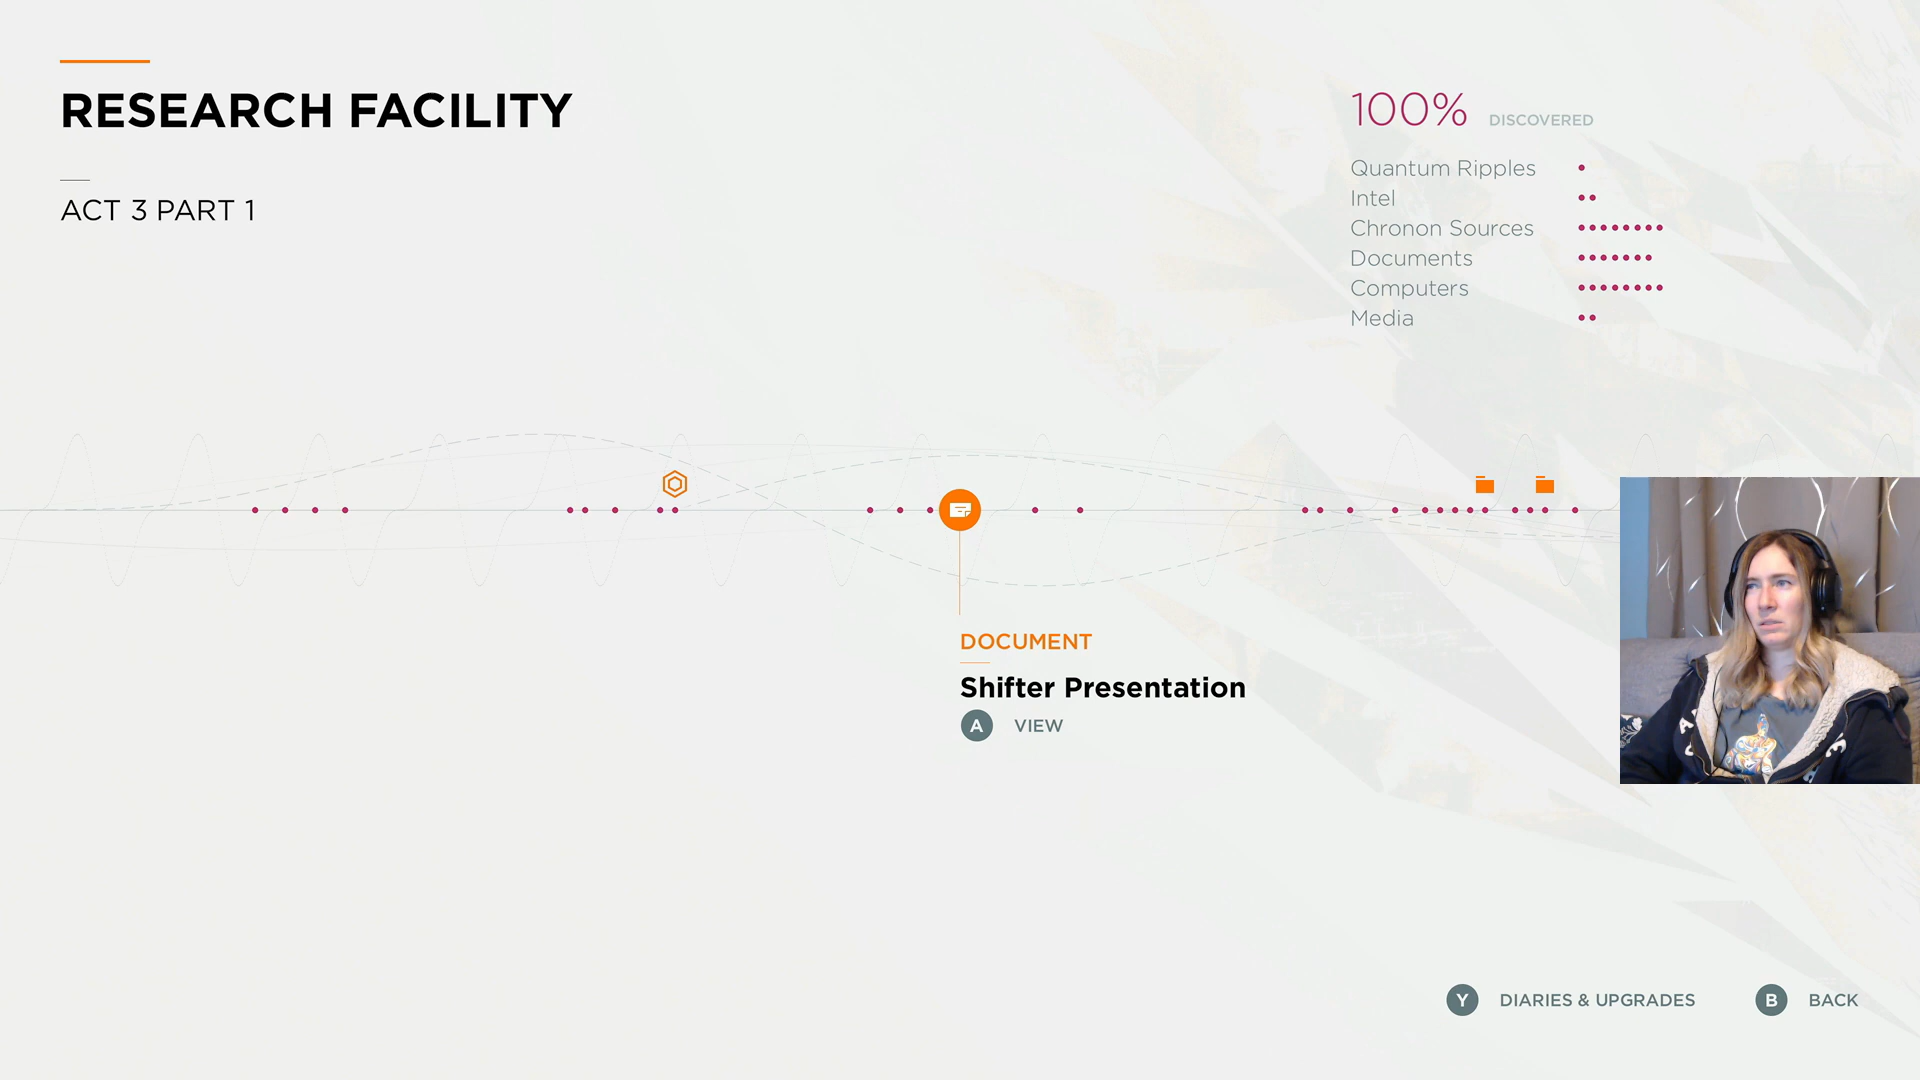 RESEARCH FACILITY
ACT 3 PART 1
100% DISCOVERED
Quantum Ripples
Intel
Chronon Sources
Documents
Computers
Media
DOCUMENT
Shifter Presentation
A VIEW
Y DIARIES & UPGRADES B BACK